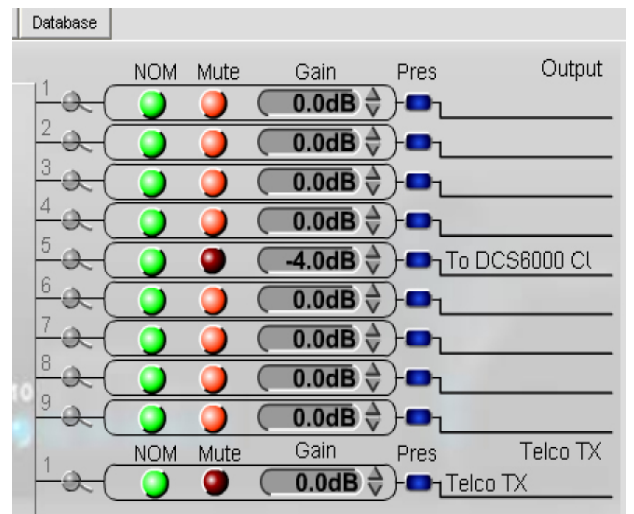 Database
NOM Mute Gain Pres Output
1 0.0dB
2 0.0dB
3 0.0dB
4 0.0dB
5 -4.0dB To DCS6000 Cl
6 0.0dB
7 0.0dB
8 0.0dB
9 0.0dB
NOM Mute Gain Pres Telco TX
1 0.0dB Telco TX